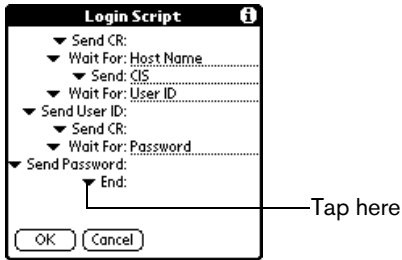 Login Script i
Send CR:
Wait For: Host Name
Send: CIS
Wait For: User ID
Send User ID:
Send CR:
Wait For: Password
Send Password:
End:
Tap here
OK Cancel